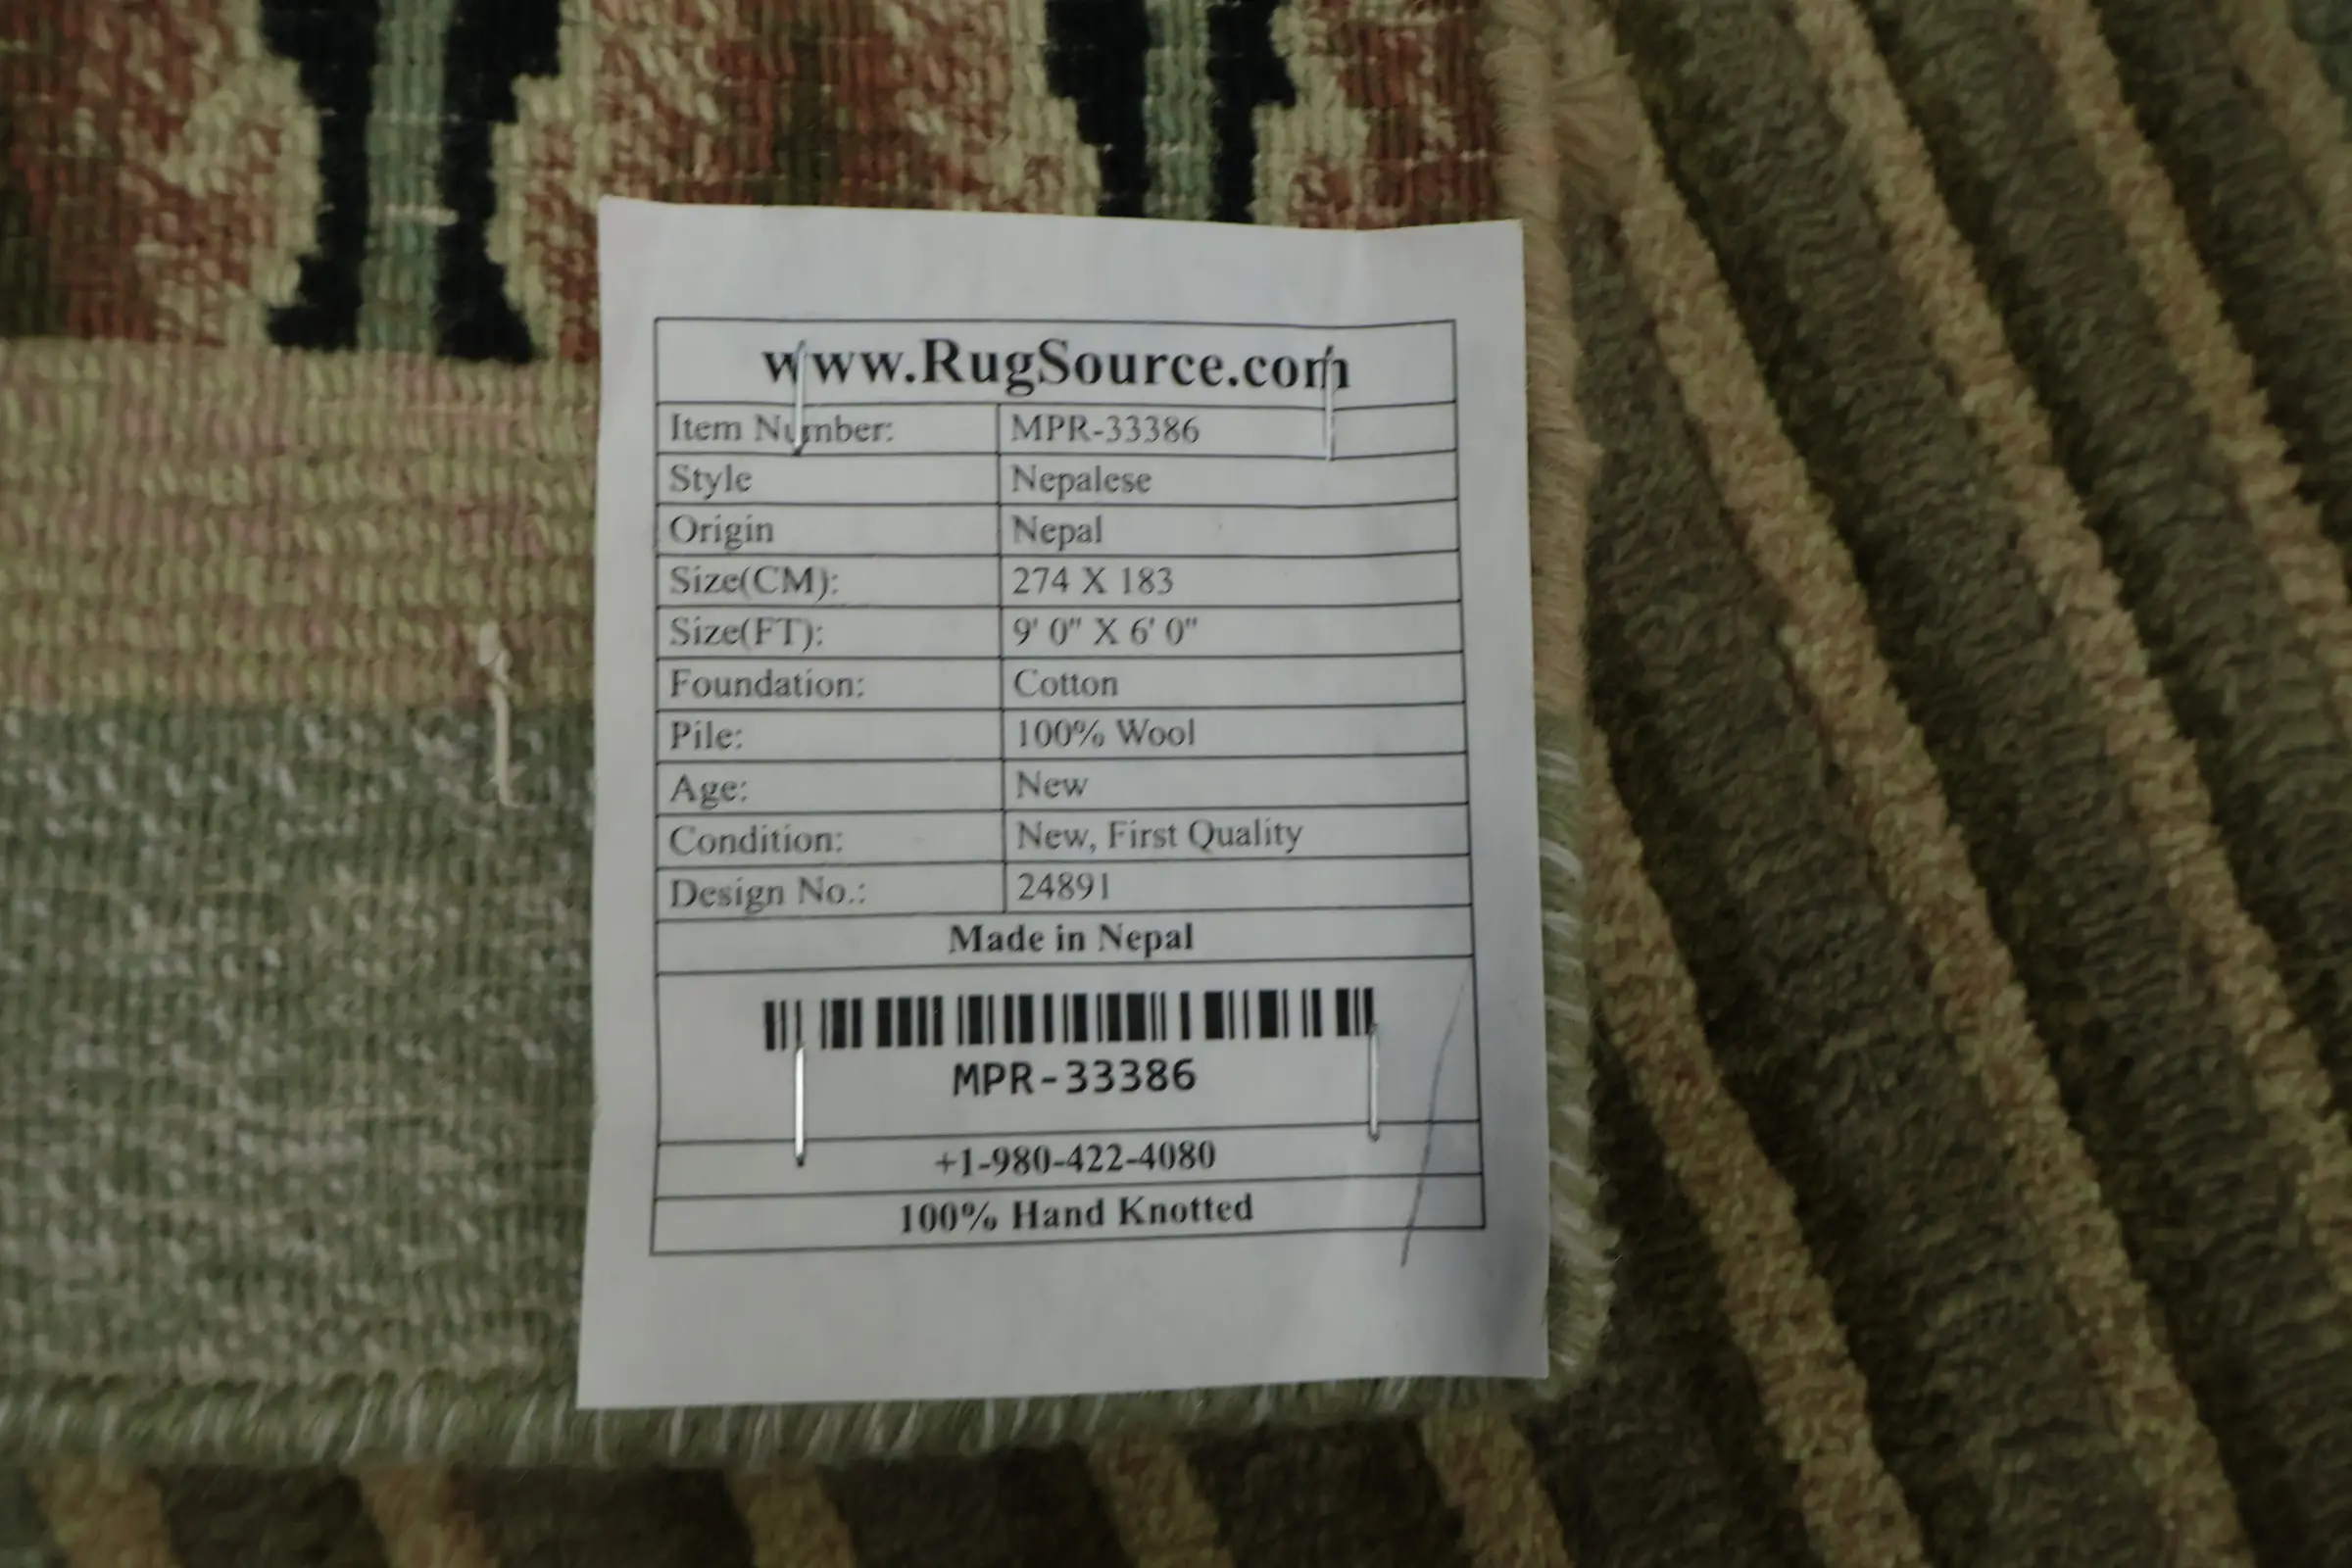 www.RugSource.com
Item Number: MPR-33386
Style Nepalese
Origin Nepal
Size(CM): 274 X 183
Size(FT): 9' 0" X 6' 0"
Foundation: Cotton
Pile: 100% Wool
Age: New
Condition: New, First Quality
Design No.: 24891
Made in Nepal
MPR-33386
+1-980-422-4080
100% Hand Knotted